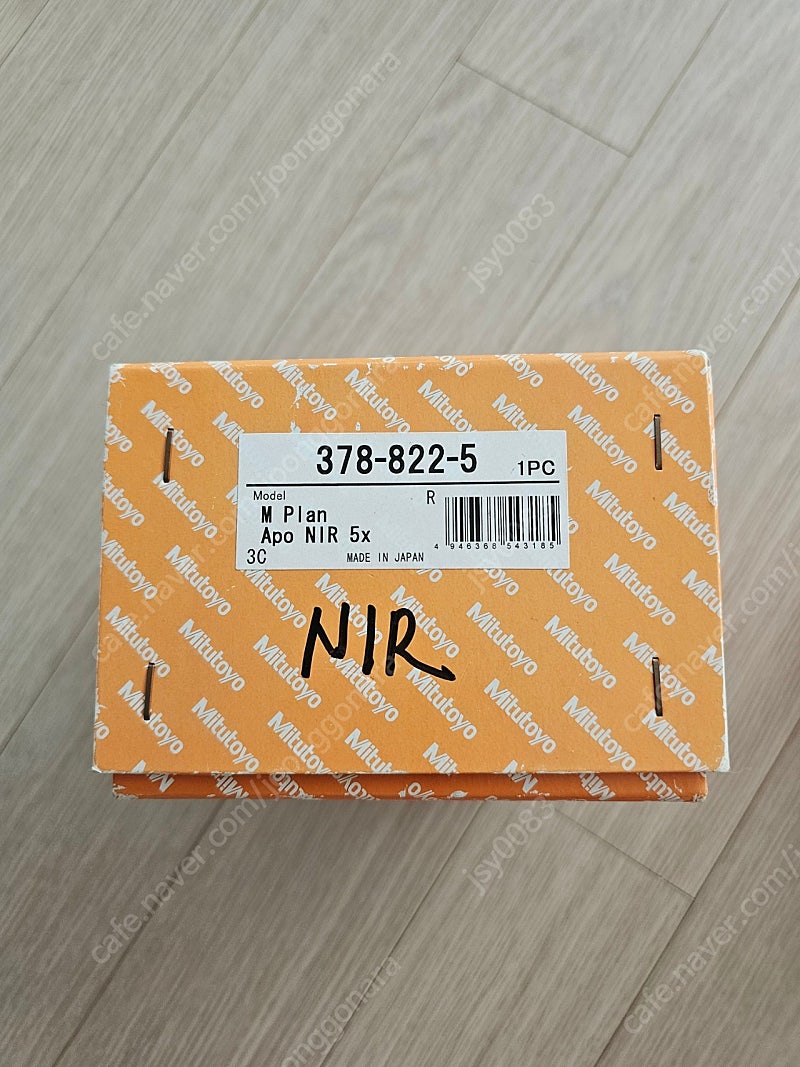 378-822-5 1PC
Model R
M Plan
Apo NIR 5x
4 946368 543185
3C MADE IN JAPAN
NIR
Mitutoyo
cafe.naver.com/joonggonara
jsy0083